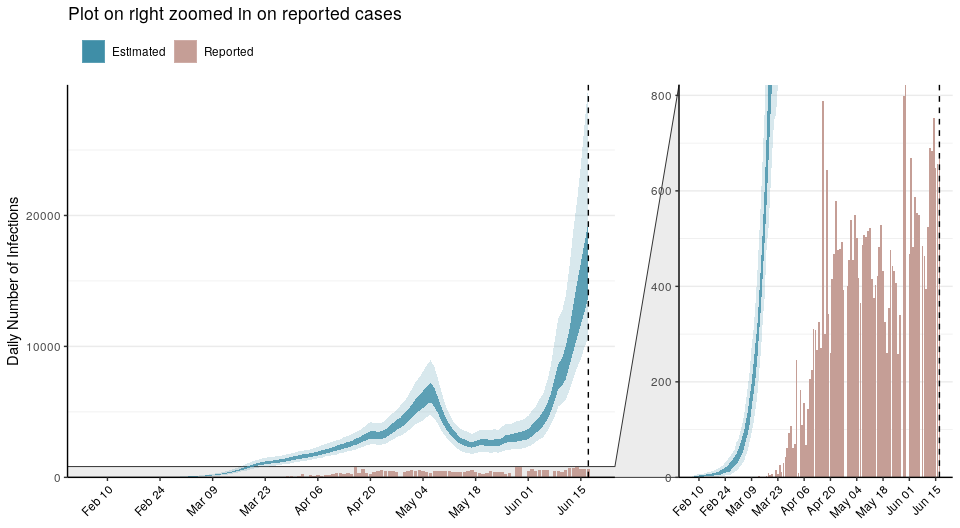 Plot on right zoomed in on reported cases
Estimated Reported
Daily Number of Infections
20000
10000
0
Feb 10 Feb 24 Mar 09 Mar 23 Apr 06 Apr 20 May 04 May 18 Jun 01 Jun 15
800
600
400
200
0
Feb 10 Feb 24 Mar 09 Mar 23 Apr 06 Apr 20 May 04 May 18 Jun 01 Jun 15